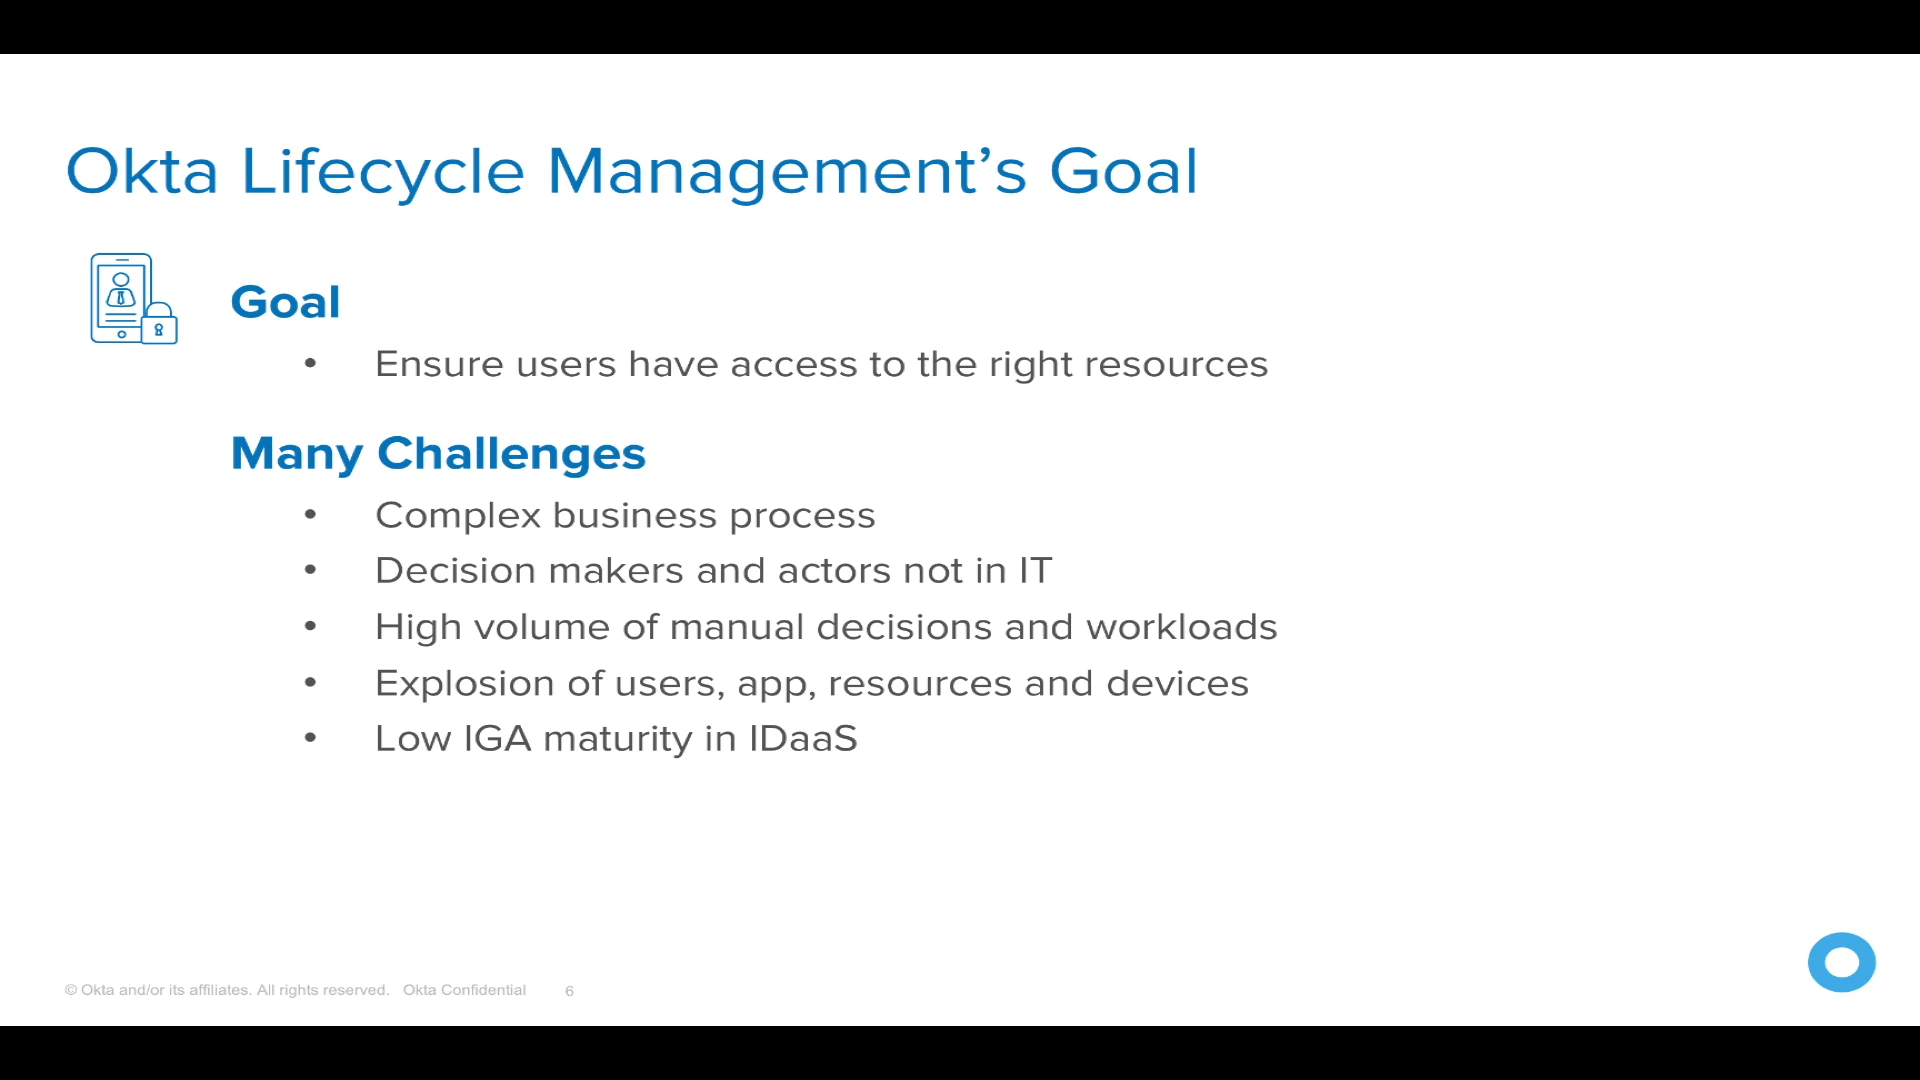 Okta Lifecycle Management’s Goal
Goal
• Ensure users have access to the right resources
Many Challenges
• Complex business process
• Decision makers and actors not in IT
• High volume of manual decisions and workloads
• Explosion of users, app, resources and devices
• Low IGA maturity in IDaaS
© Okta and/or its affiliates. All rights reserved. Okta Confidential 6